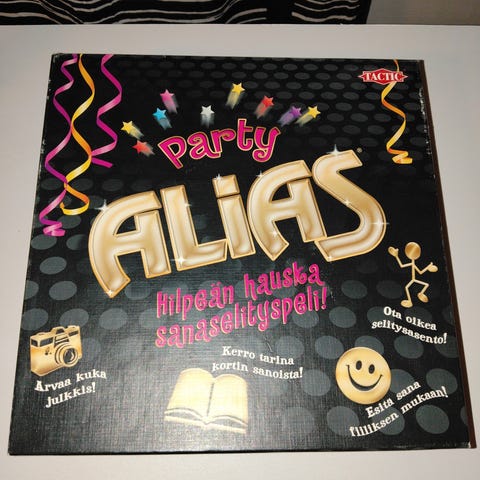 TACTIC
Party
ALiAS®
Hilpeän hauska
sanaselityspeli!
Ota oikea
selitysasento!
Arvaa kuka
julkkis!
Kerro tarina
kortin sanoista!
Esitä sana
fiiliksen mukaan!